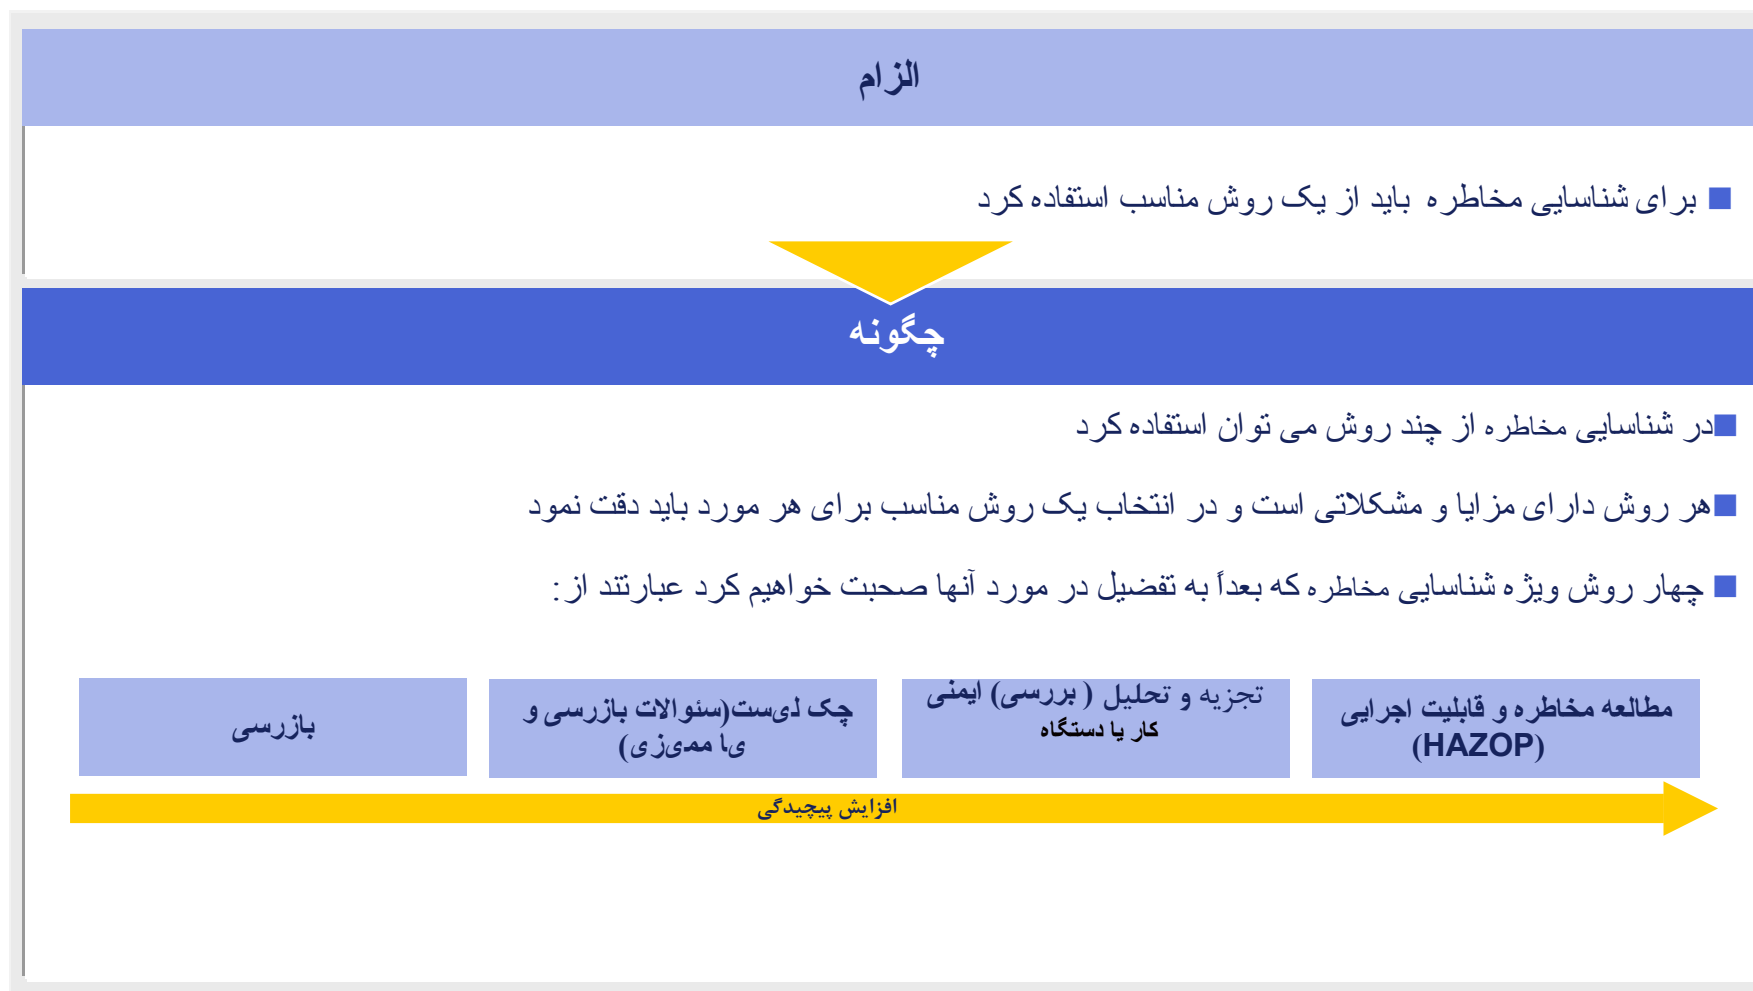 الزام
برای شناسایی مخاطره باید از یک روش مناسب استفاده کرد
چگونه
در شناسایی مخاطره از چند روش می توان استفاده کرد
هر روش دارای مزایا و مشکلاتی است و در انتخاب یک روش مناسب برای هر مورد باید دقت نمود
چهار روش ویژه شناسایی مخاطره که بعداً به تفضیل در مورد آنها صحبت خواهیم کرد عبارتند از:
مطالعه مخاطره و قابلیت اجرایی
(HAZOP)
تجزیه و تحلیل ( بررسی) ایمنی
کار یا دستگاه
چک لیست(سئوالات بازرسی و
یا ممیزی)
بازرسی
افزایش پیچیدگی